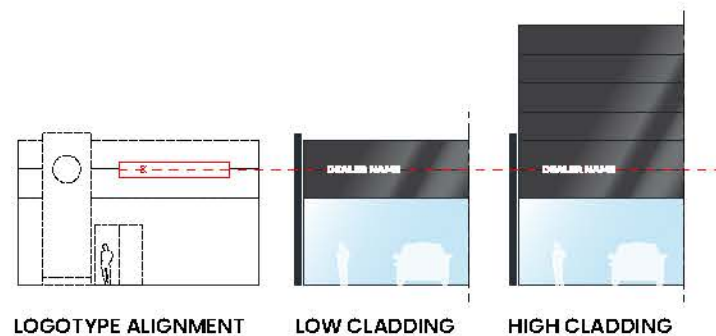 DEALER NAME
DEALER NAME
LOGOTYPE ALIGNMENT
LOW CLADDING
HIGH CLADDING